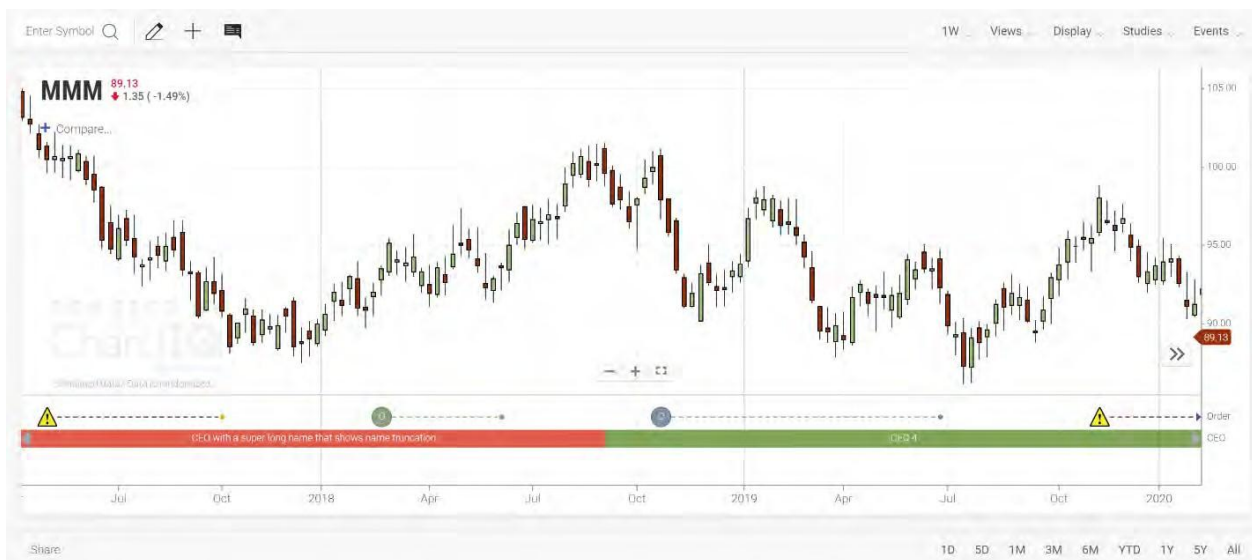 Enter Symbol
1W Views Display Studies Events
MMM 89.13
1.35 (-1.49%)
Compare...
105.00
100.00
95.00
90.00
89.13
ChartIQ
Order
CEO with a super long name that shows name truncation CEO 4 CEO
Jul Oct 2018 Apr Jul Oct 2019 Apr Jul Oct 2020
Share 1D 5D 1M 3M 6M YTD 1Y 5Y All